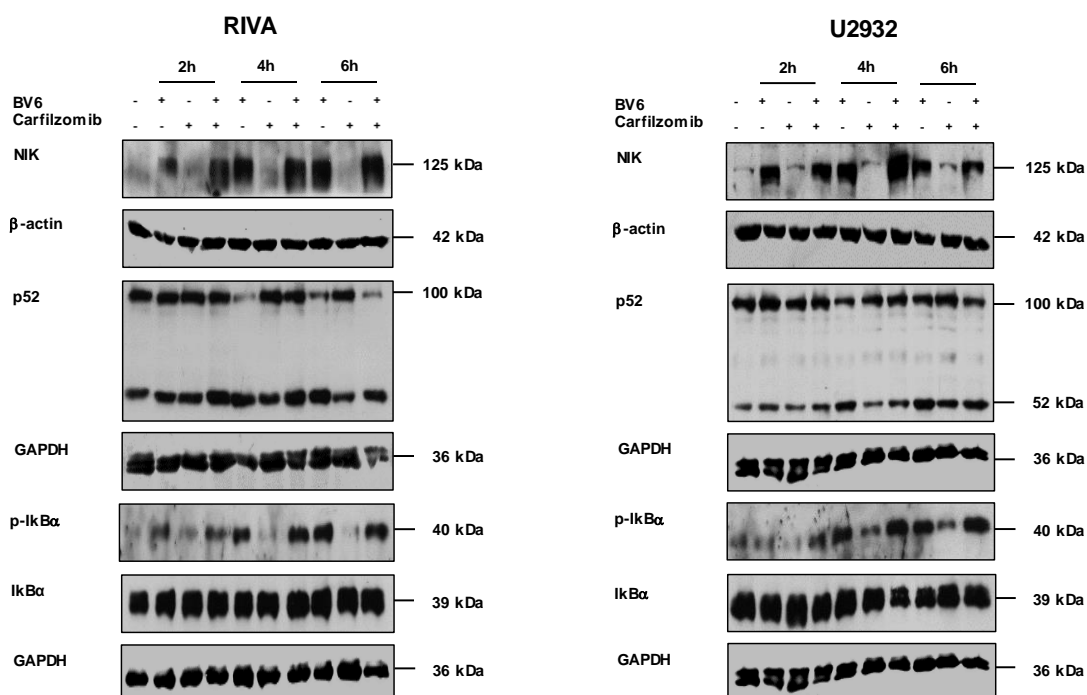 RIVA
2h 4h 6h
BV6 - + - + + - + + - +
Carfilzomib - - + + - + + - + +
NIK 125 kDa
β-actin 42 kDa
p52 100 kDa
GAPDH 36 kDa
p-IkBα 40 kDa
IkBα 39 kDa
GAPDH 36 kDa
U2932
2h 4h 6h
BV6 - + - + + - + + - +
Carfilzomib - - + + - + + - + +
NIK 125 kDa
β-actin 42 kDa
p52 100 kDa
52 kDa
GAPDH 36 kDa
p-IkBα 40 kDa
IkBα 39 kDa
GAPDH 36 kDa